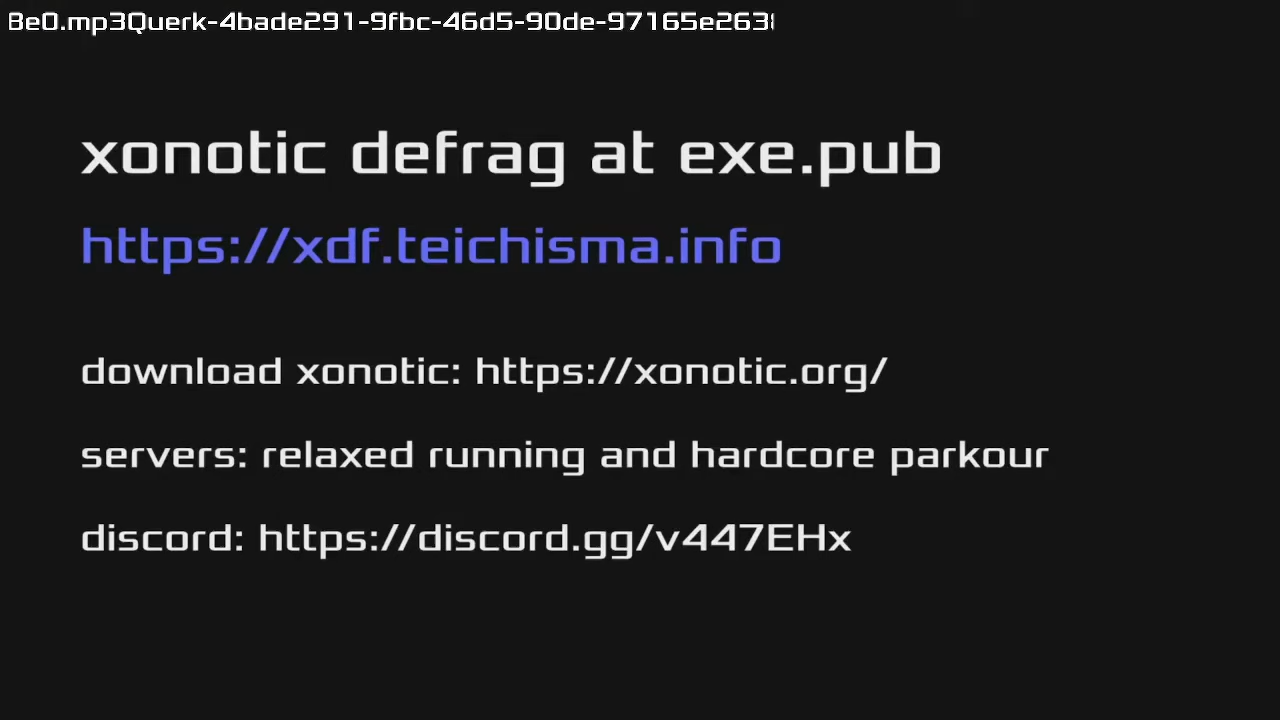 8e0.mp3Querk-4bade291-9fbc-46d5-90de-97165e263
xonotic defrag at exe.pub
https://xdf.teichisma.info
download xonotic: https://xonotic.org/
servers: relaxed running and hardcore parkour
discord: https://discord.gg/v447EHx